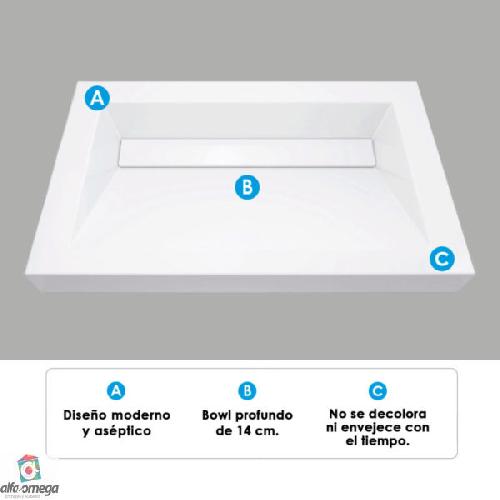 A
B
C
A
B
C
Diseño moderno
y aséptico
Bowl profundo
de 14 cm.
No se decolora
ni envejece con
el tiempo.
alfa y omega